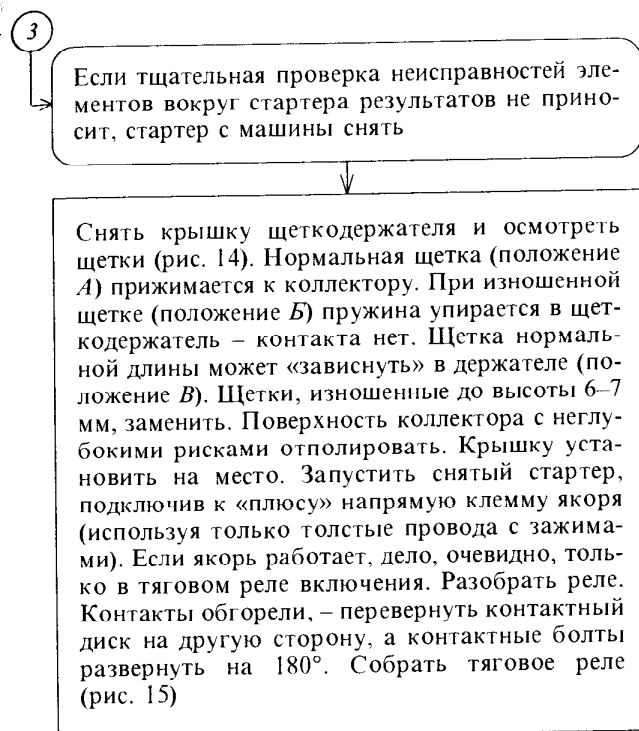 3
Если тщательная проверка неисправностей эле-
ментов вокруг стартера результатов не прино-
сит, стартер с машины снять
Снять крышку щеткодержателя и осмотреть
щетки (рис. 14). Нормальная щетка (положение
А) прижимается к коллектору. При изношенной
щетке (положение Б) пружина упирается в щет-
кодержатель – контакта нет. Щетка нормаль-
ной длины может «зависнуть» в держателе (по-
ложение В). Щетки, изношенные до высоты 6–7
мм, заменить. Поверхность коллектора с неглу-
бокими рисками отполировать. Крышку уста-
новить на место. Запустить снятый стартер,
подключив к «плюсу» напрямую клемму якоря
(используя только толстые провода с зажима-
ми). Если якорь работает, дело, очевидно, толь-
ко в тяговом реле включения. Разобрать реле.
Контакты обгорели, – перевернуть контактный
диск на другую сторону, а контактные болты
развернуть на 180°. Собрать тяговое реле
(рис. 15)